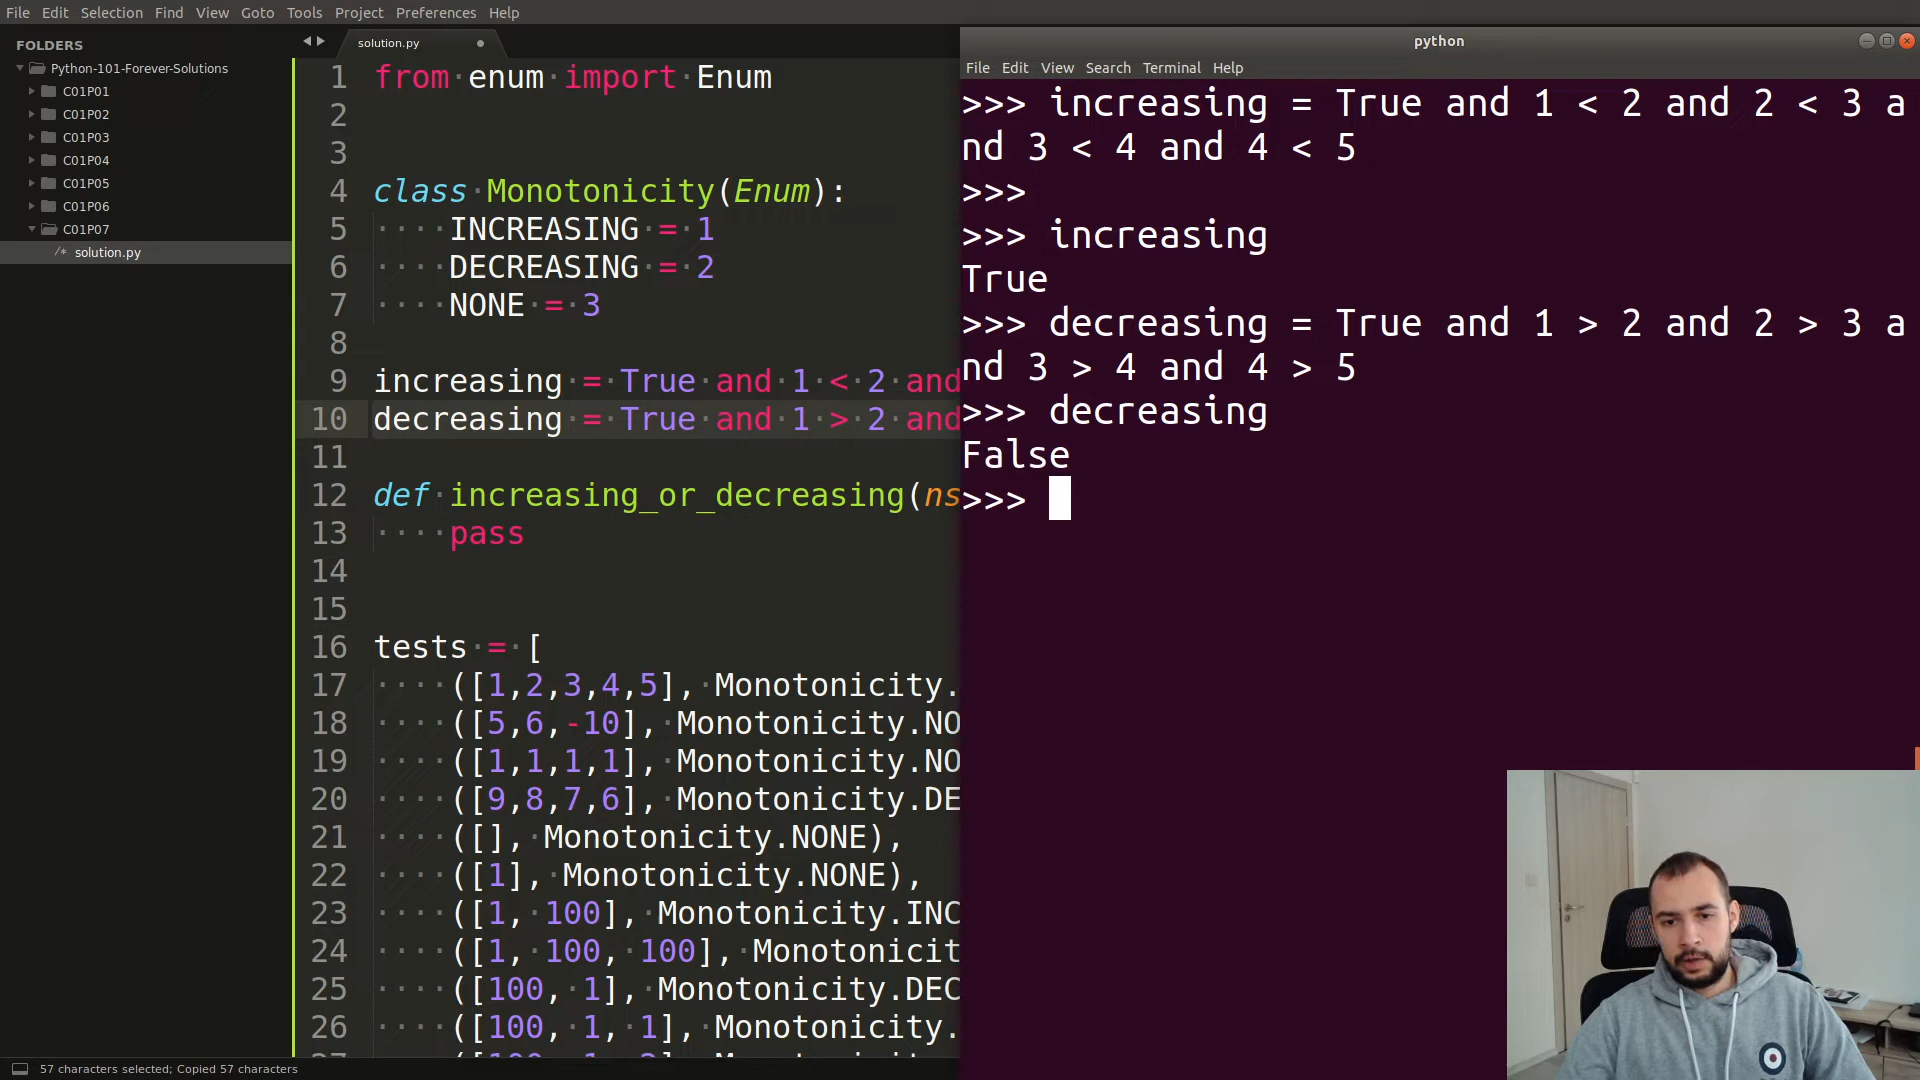 File Edit Selection Find View Goto Tools Project Preferences Help
FOLDERS
Python-101-Forever-Solutions
C01P01
C01P02
C01P03
C01P04
C01P05
C01P06
C01P07
/* solution.py
solution.py
1 from enum import Enum
2
3
4 class Monotonicity(Enum):
5 INCREASING = 1
6 DECREASING = 2
7 NONE = 3
8
9 increasing = True and 1 < 2 and
10 decreasing = True and 1 > 2 and
11
12 def increasing_or_decreasing(ns
13 pass
14
15
16 tests = [
17 ([1,2,3,4,5], Monotonicity.
18 ([5,6,-10], Monotonicity.NO
19 ([1,1,1,1], Monotonicity.NO
20 ([9,8,7,6], Monotonicity.DE
21 ([], Monotonicity.NONE),
22 ([1], Monotonicity.NONE),
23 ([1, 100], Monotonicity.INC
24 ([1, 100, 100], Monotonicit
25 ([100, 1], Monotonicity.DEC
26 ([100, 1, 1], Monotonicity.
57 characters selected; Copied 57 characters
python
File Edit View Search Terminal Help
>>> increasing = True and 1 < 2 and 2 < 3 a
nd 3 < 4 and 4 < 5
>>>
>>> increasing
True
>>> decreasing = True and 1 > 2 and 2 > 3 a
nd 3 > 4 and 4 > 5
>>> decreasing
False
>>>